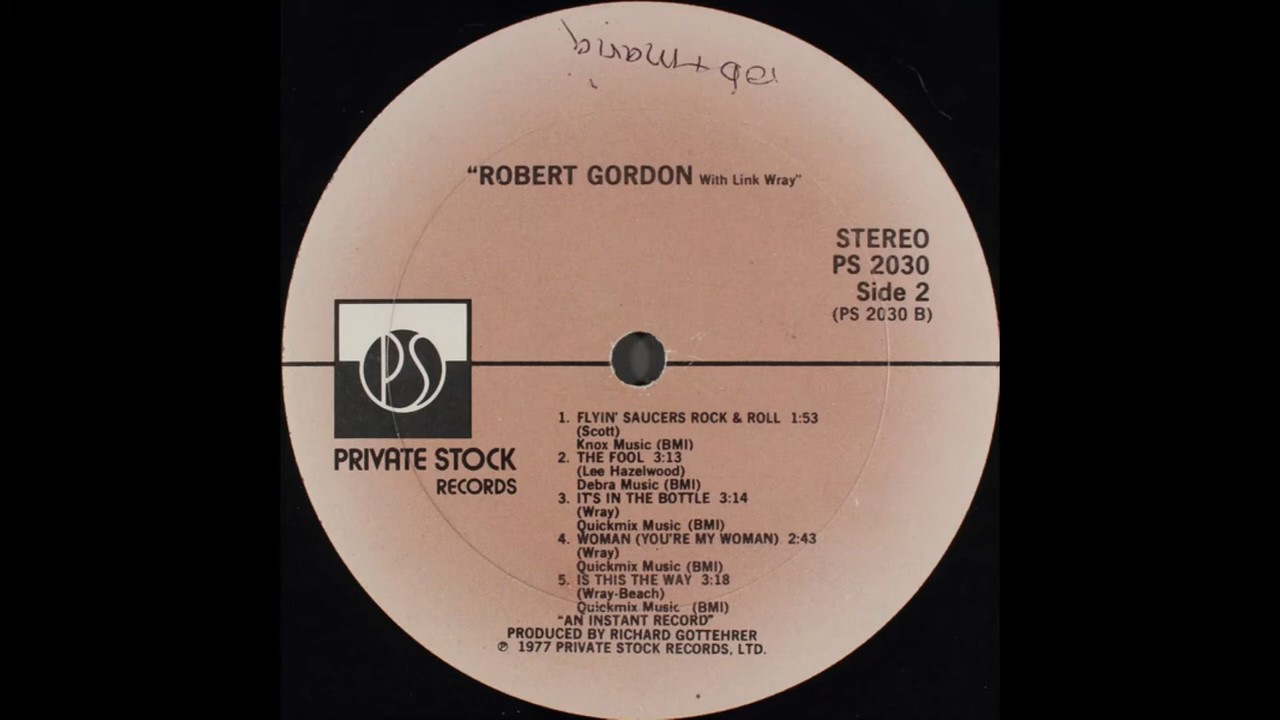 "ROBERT GORDON With Link Wray"
STEREO
PS 2030
Side 2
(PS 2030 B)
PS
PRIVATE STOCK
RECORDS
1. FLYIN' SAUCERS ROCK & ROLL 1:53
(Scott)
Knox Music (BMI)
2. THE FOOL 3:13
(Lee Hazelwood)
Debra Music (BMI)
3. IT'S IN THE BOTTLE 3:14
(Wray)
Quickmix Music (BMI)
4. WOMAN (YOU'RE MY WOMAN) 2:43
(Wray)
Quickmix Music (BMI)
5. IS THIS THE WAY 3:18
(Wray-Beach)
Quickmix Music (BMI)
"AN INSTANT RECORD"
PRODUCED BY RICHARD GOTTEHRER
℗ 1977 PRIVATE STOCK RECORDS, LTD.